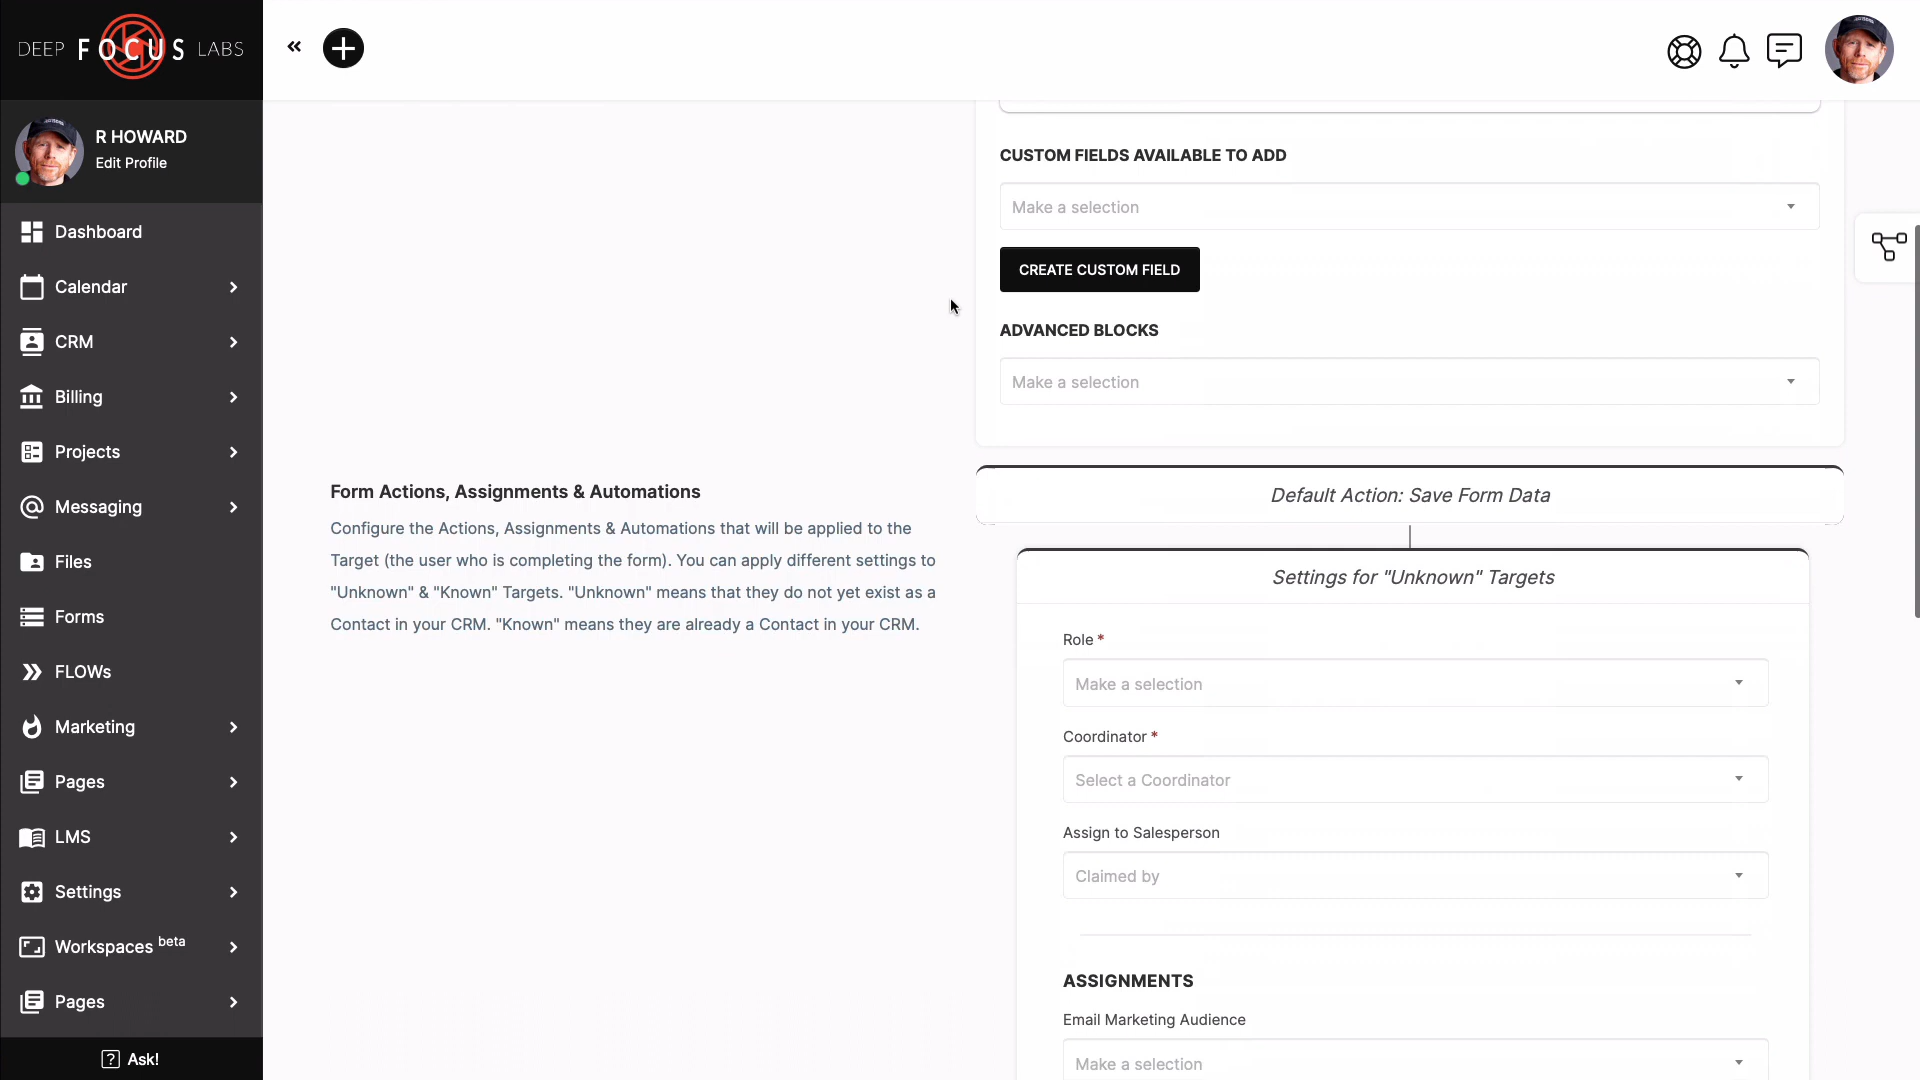 DEEP FOCUS LABS
R HOWARD
Edit Profile
Dashboard
Calendar
CRM
Billing
Projects
Messaging
Files
Forms
FLOWs
Marketing
Pages
LMS
Settings
Workspaces beta
Pages
? Ask!
CUSTOM FIELDS AVAILABLE TO ADD
Make a selection
CREATE CUSTOM FIELD
ADVANCED BLOCKS
Make a selection
Form Actions, Assignments & Automations
Configure the Actions, Assignments & Automations that will be applied to the
Target (the user who is completing the form). You can apply different settings to
"Unknown" & "Known" Targets. "Unknown" means that they do not yet exist as a
Contact in your CRM. "Known" means they are already a Contact in your CRM.
Default Action: Save Form Data
Settings for "Unknown" Targets
Role *
Make a selection
Coordinator *
Select a Coordinator
Assign to Salesperson
Claimed by
ASSIGNMENTS
Email Marketing Audience
Make a selection